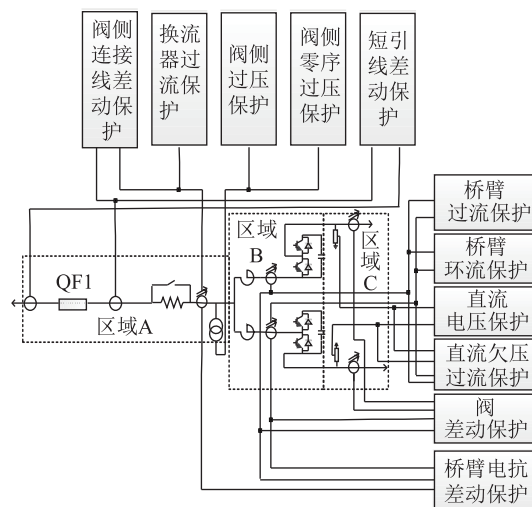 阀侧
连接
线差
动保
护
换流
器过
流保
护
阀侧
过压
保护
阀侧
零序
过压
保护
短引
线差
动保
护
桥臂
过流保护
桥臂
环流保护
直流
电压保护
直流欠压
过流保护
阀
差动保护
桥臂电抗
差动保护
QF1
区域A
区域
B
区
域
C